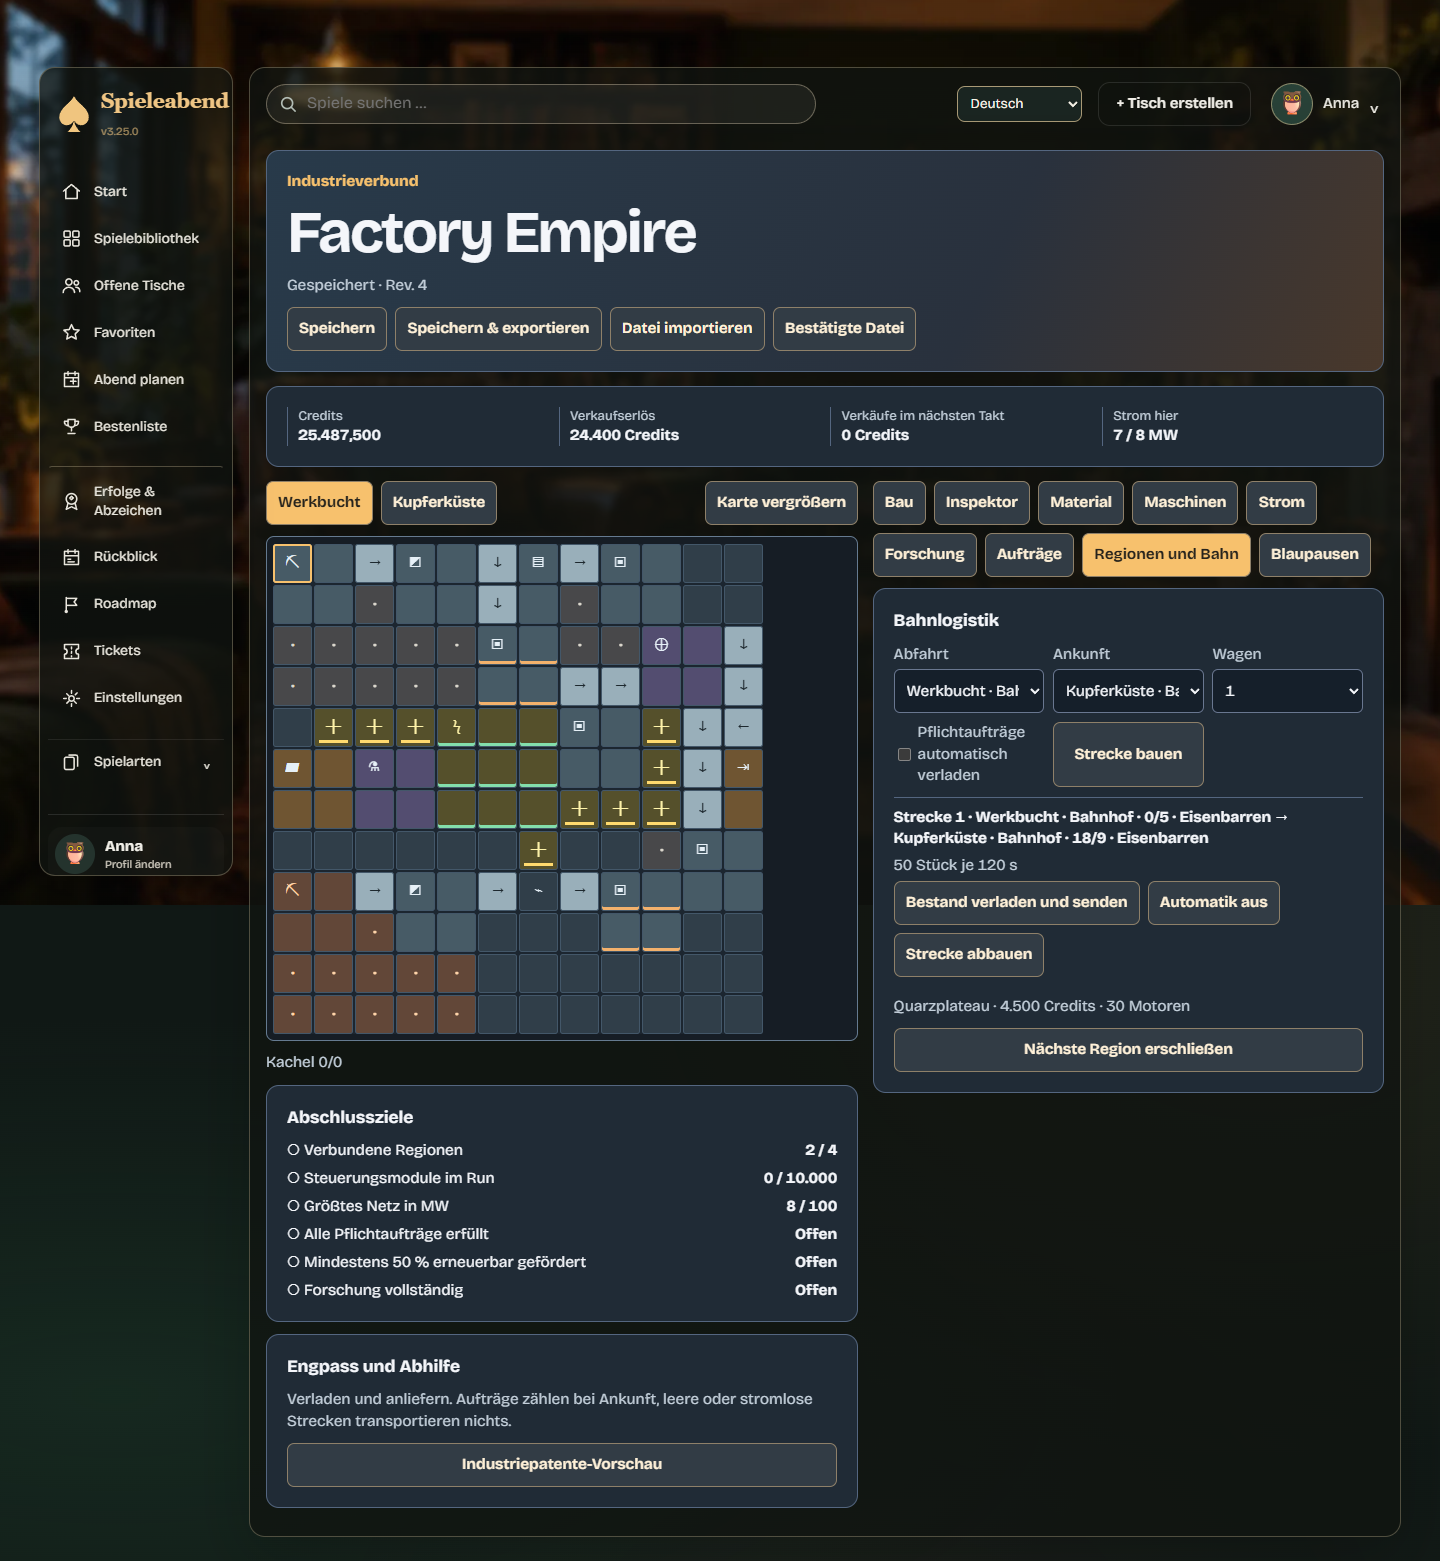 Spieleabend
v3.25.0
Start
Spielebibliothek
Offene Tische
Favoriten
Abend planen
Bestenliste
Erfolge &
Abzeichen
Rückblick
Roadmap
Tickets
Einstellungen
Spielarten
Anna
Profil ändern
Spiele suchen ...
Deutsch
+ Tisch erstellen
Anna
Industrieverbund
Factory Empire
Gespeichert · Rev. 4
Speichern
Speichern & exportieren
Datei importieren
Bestätigte Datei
Credits
25.487,500
Verkaufserlös
24.400 Credits
Verkäufe im nächsten Takt
0 Credits
Strom hier
7 / 8 MW
Werkbucht
Kupferküste
Karte vergrößern
Kachel 0/0
Abschlussziele
Verbundene Regionen 2 / 4
Steuerungsmodule im Run 0 / 10.000
Größtes Netz in MW 8 / 100
Alle Pflichtaufträge erfüllt Offen
Mindestens 50 % erneuerbar gefördert Offen
Forschung vollständig Offen
Engpass und Abhilfe
Verladen und anliefern. Aufträge zählen bei Ankunft, leere oder stromlose
Strecken transportieren nichts.
Industriepatente-Vorschau
Bau
Inspektor
Material
Maschinen
Strom
Forschung
Aufträge
Regionen und Bahn
Blaupausen
Bahnlogistik
Abfahrt
Ankunft
Wagen
Werkbucht · Bah
Kupferküste · Ba
1
Pflichtaufträge
automatisch
verladen
Strecke bauen
Strecke 1 · Werkbucht · Bahnhof · 0/5 · Eisenbarren →
Kupferküste · Bahnhof · 18/9 · Eisenbarren
50 Stück je 120 s
Bestand verladen und senden
Automatik aus
Strecke abbauen
Quarzplateau · 4.500 Credits · 30 Motoren
Nächste Region erschließen